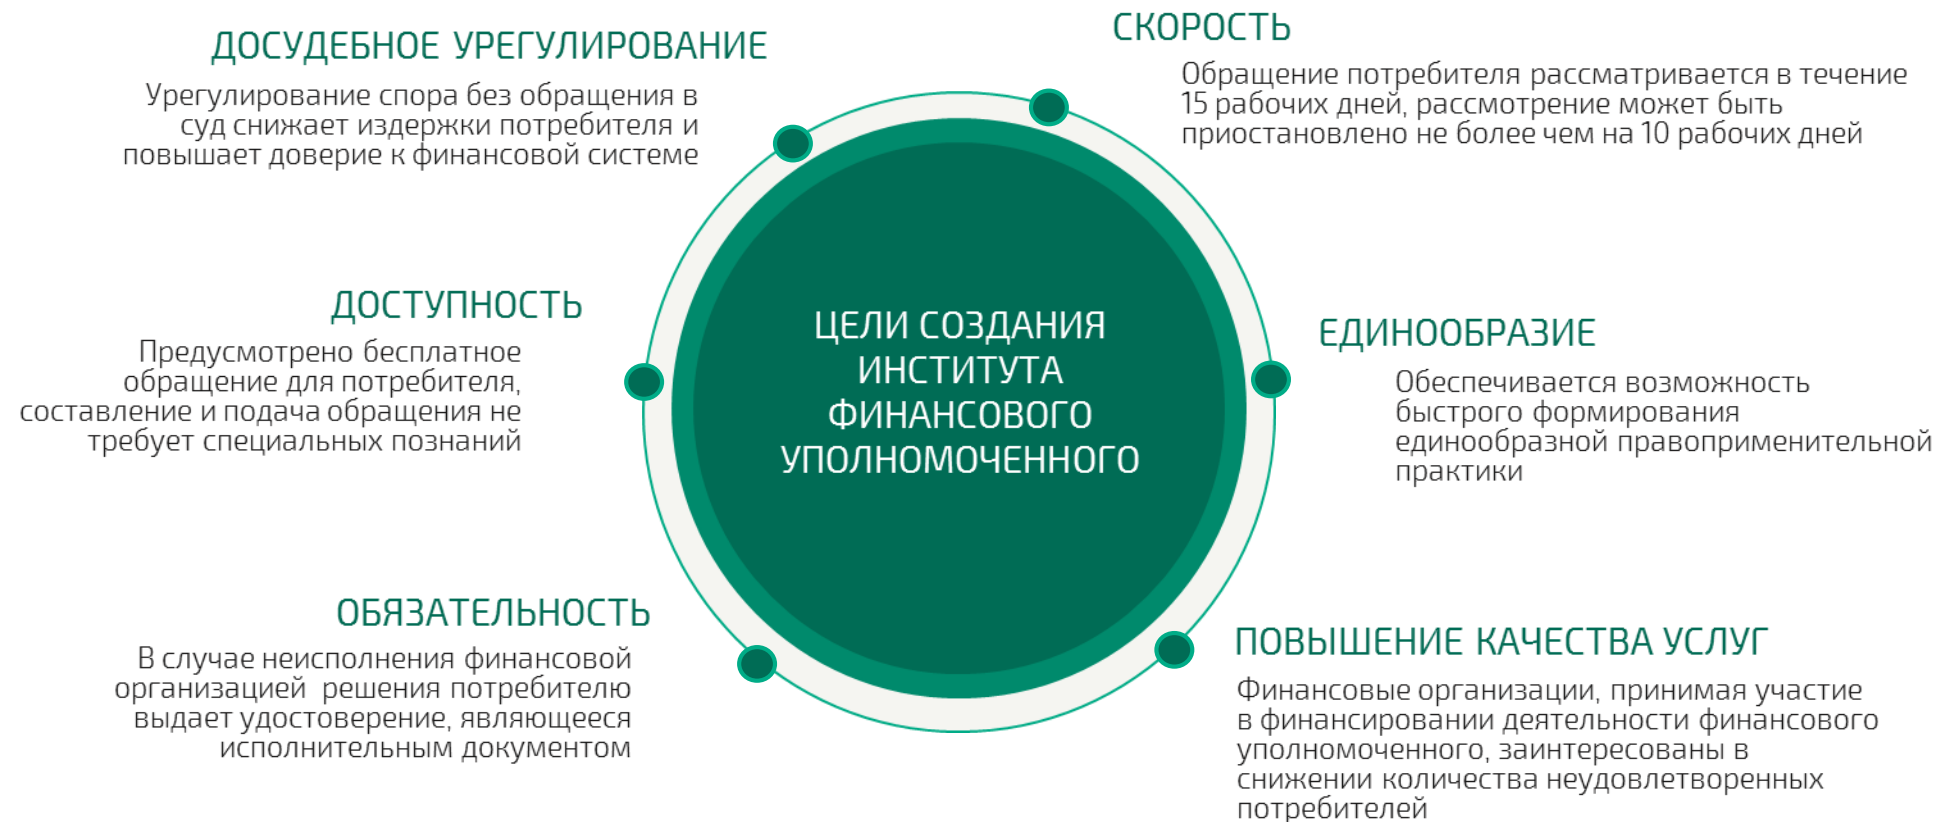 ДОСУДЕБНОЕ УРЕГУЛИРОВАНИЕ
Урегулирование спора без обращения в
суд снижает издержки потребителя и
повышает доверие к финансовой системе
СКОРОСТЬ
Обращение потребителя рассматривается в течение
15 рабочих дней, рассмотрение может быть
приостановлено не более чем на 10 рабочих дней
ДОСТУПНОСТЬ
Предусмотрено бесплатное
обращение для потребителя,
составление и подача обращения не
требует специальных познаний
ЦЕЛИ СОЗДАНИЯ
ИНСТИТУТА
ФИНАНСОВОГО
УПОЛНОМОЧЕННОГО
ЕДИНООБРАЗИЕ
Обеспечивается возможность
быстрого формирования
единообразной правоприменительной
практики
ОБЯЗАТЕЛЬНОСТЬ
В случае неисполнения финансовой
организацией решения потребителю
выдает удостоверение, являющееся
исполнительным документом
ПОВЫШЕНИЕ КАЧЕСТВА УСЛУГ
Финансовые организации, принимая участие
в финансировании деятельности финансового
уполномоченного, заинтересованы в
снижении количества неудовлетворенных
потребителей